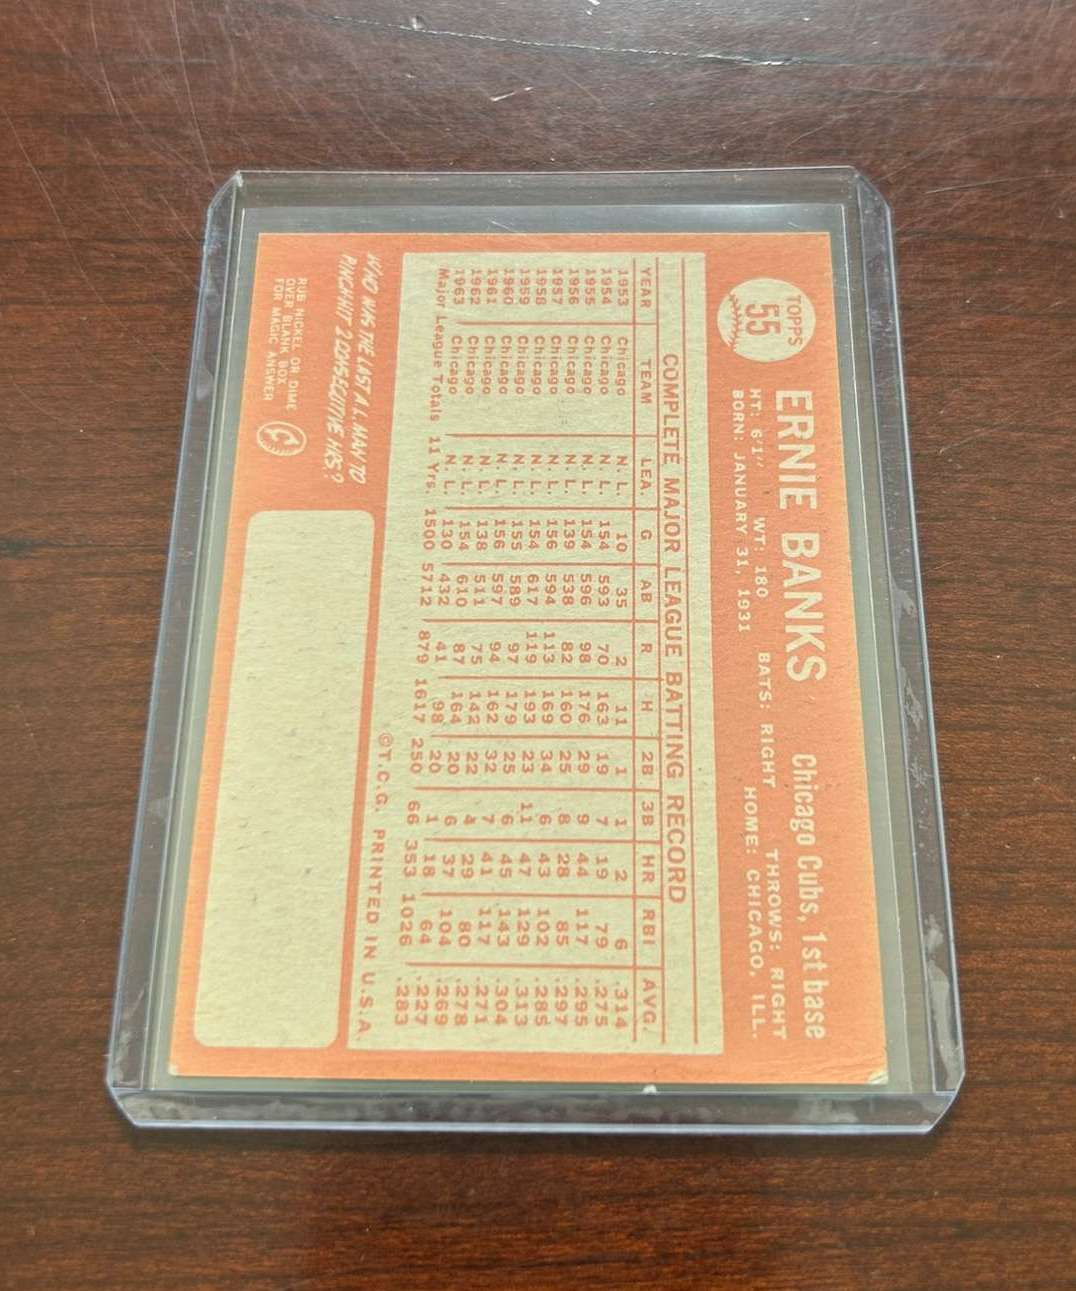 TOPPS
55
ERNIE BANKS Chicago Cubs, 1st base
HT: 6'1" WT: 180 BATS: RIGHT THROWS: RIGHT
BORN: JANUARY 31, 1931 HOME: CHICAGO, ILL.
COMPLETE MAJOR LEAGUE BATTING RECORD
YEAR TEAM LEA. G AB R H 2B 3B HR RBI AVG.
1953 Chicago N. L. 10 35 2 11 1 1 2 6 .314
1954 Chicago N. L. 154 593 70 163 19 7 19 79 .275
1955 Chicago N. L. 154 596 98 176 29 9 44 117 .295
1956 Chicago N. L. 139 538 82 160 25 8 28 85 .297
1957 Chicago N. L. 156 594 113 169 34 6 43 102 .285
1958 Chicago N. L. 154 617 119 193 23 11 47 129 .313
1959 Chicago N. L. 155 589 97 179 25 6 45 143 .304
1960 Chicago N. L. 156 597 94 162 32 7 41 117 .271
1961 Chicago N. L. 138 511 75 142 22 4 29 80 .278
1962 Chicago N. L. 154 610 87 164 20 6 37 104 .269
1963 Chicago N. L. 130 432 41 98 20 1 18 64 .227
Major League Totals 11 Yrs. 1500 5712 879 1617 250 66 353 1026 .283
©T.C.G. PRINTED IN U.S.A.
WHO WAS THE LAST A.L. MAN TO
PINCH-HIT 2 CONSECUTIVE HRS?
RUB NICKEL OR DIME
OVER BLANK BOX
FOR MAGIC ANSWER